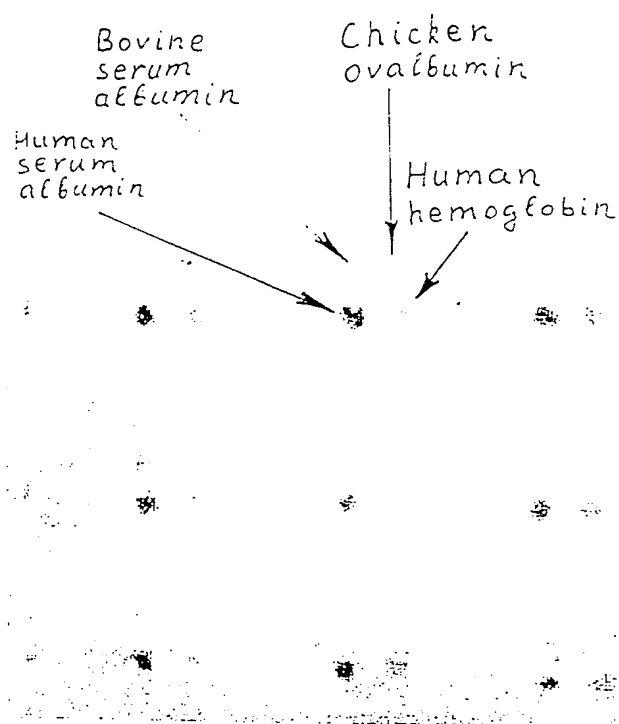 Bovine
serum
albumin
Chicken
ovalbumin
Human
serum
albumin
Human
hemoglobin